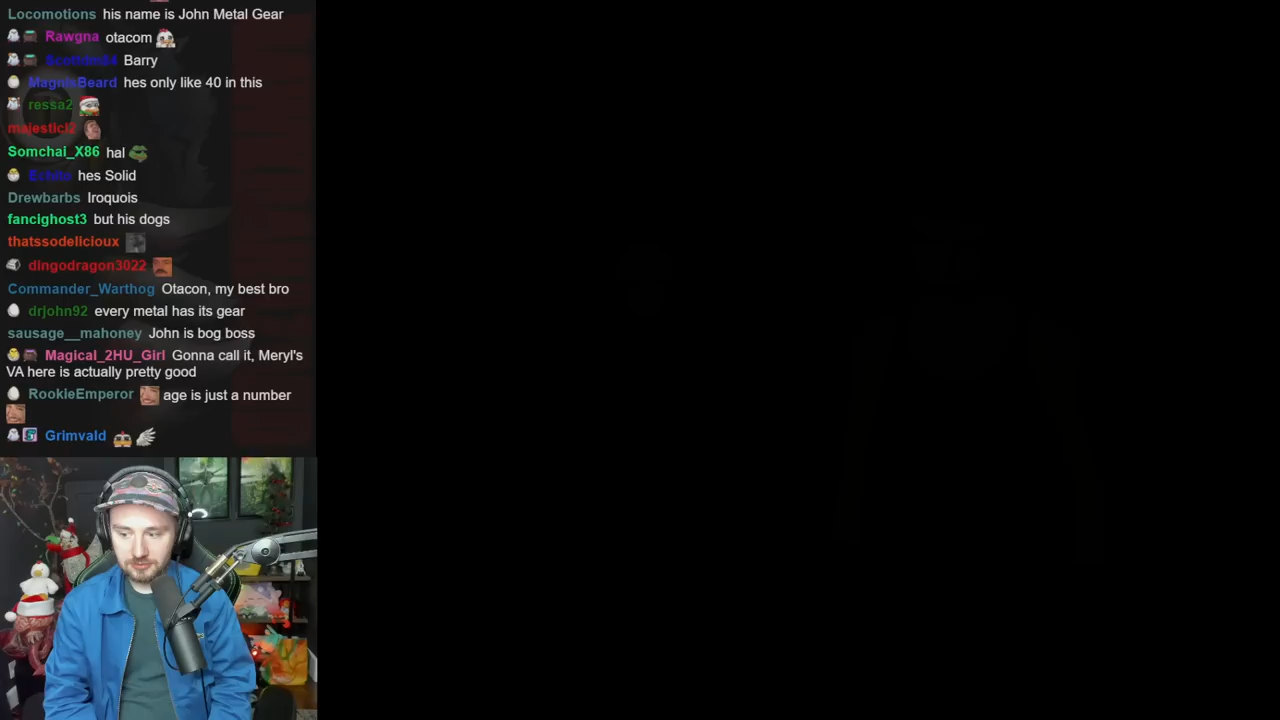 Locomotions his name is John Metal Gear
Rawgna otacom
Barry
MagnisBeard hes only like 40 in this
ressa2
majesticl2
Somchai_X86 hal
hes Solid
Drewbarbs Iroquois
fancighost3 but his dogs
thatssodelicioux
dingodragon3022
Commander_Warthog Otacon, my best bro
drjohn92 every metal has its gear
sausage__mahoney John is bog boss
Magical_2HU_Girl Gonna call it, Meryl's
VA here is actually pretty good
RookieEmperor age is just a number
Grimvald